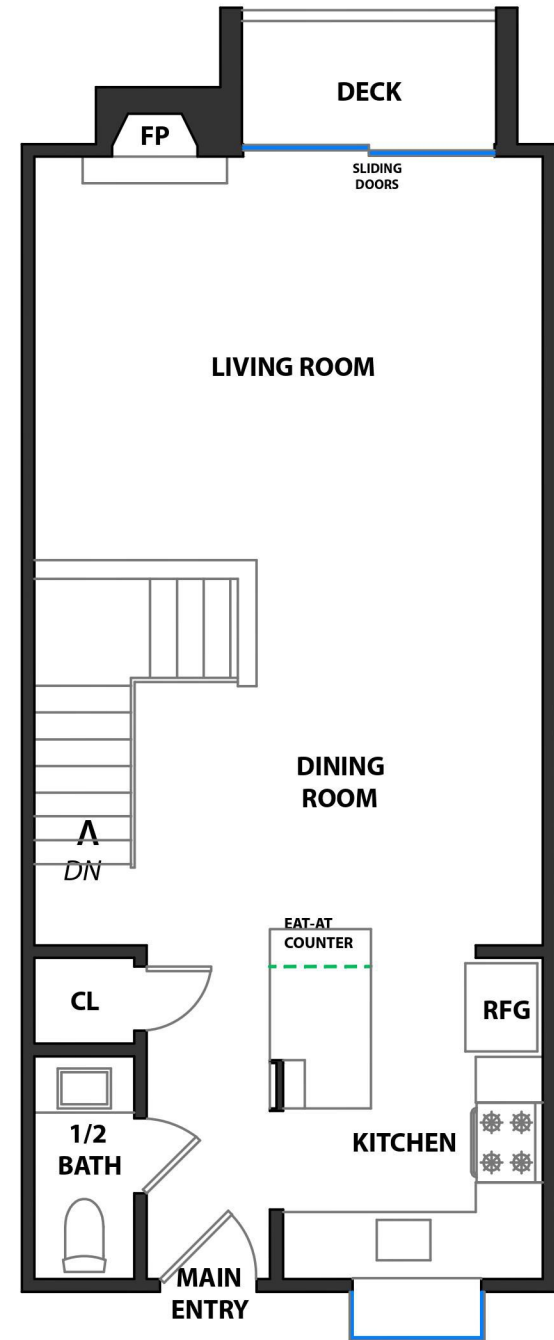 DECK
FP
SLIDING
DOORS
LIVING ROOM
DINING
ROOM
Λ
DN
EAT-AT
COUNTER
CL
RFG
1/2
BATH
KITCHEN
MAIN
ENTRY